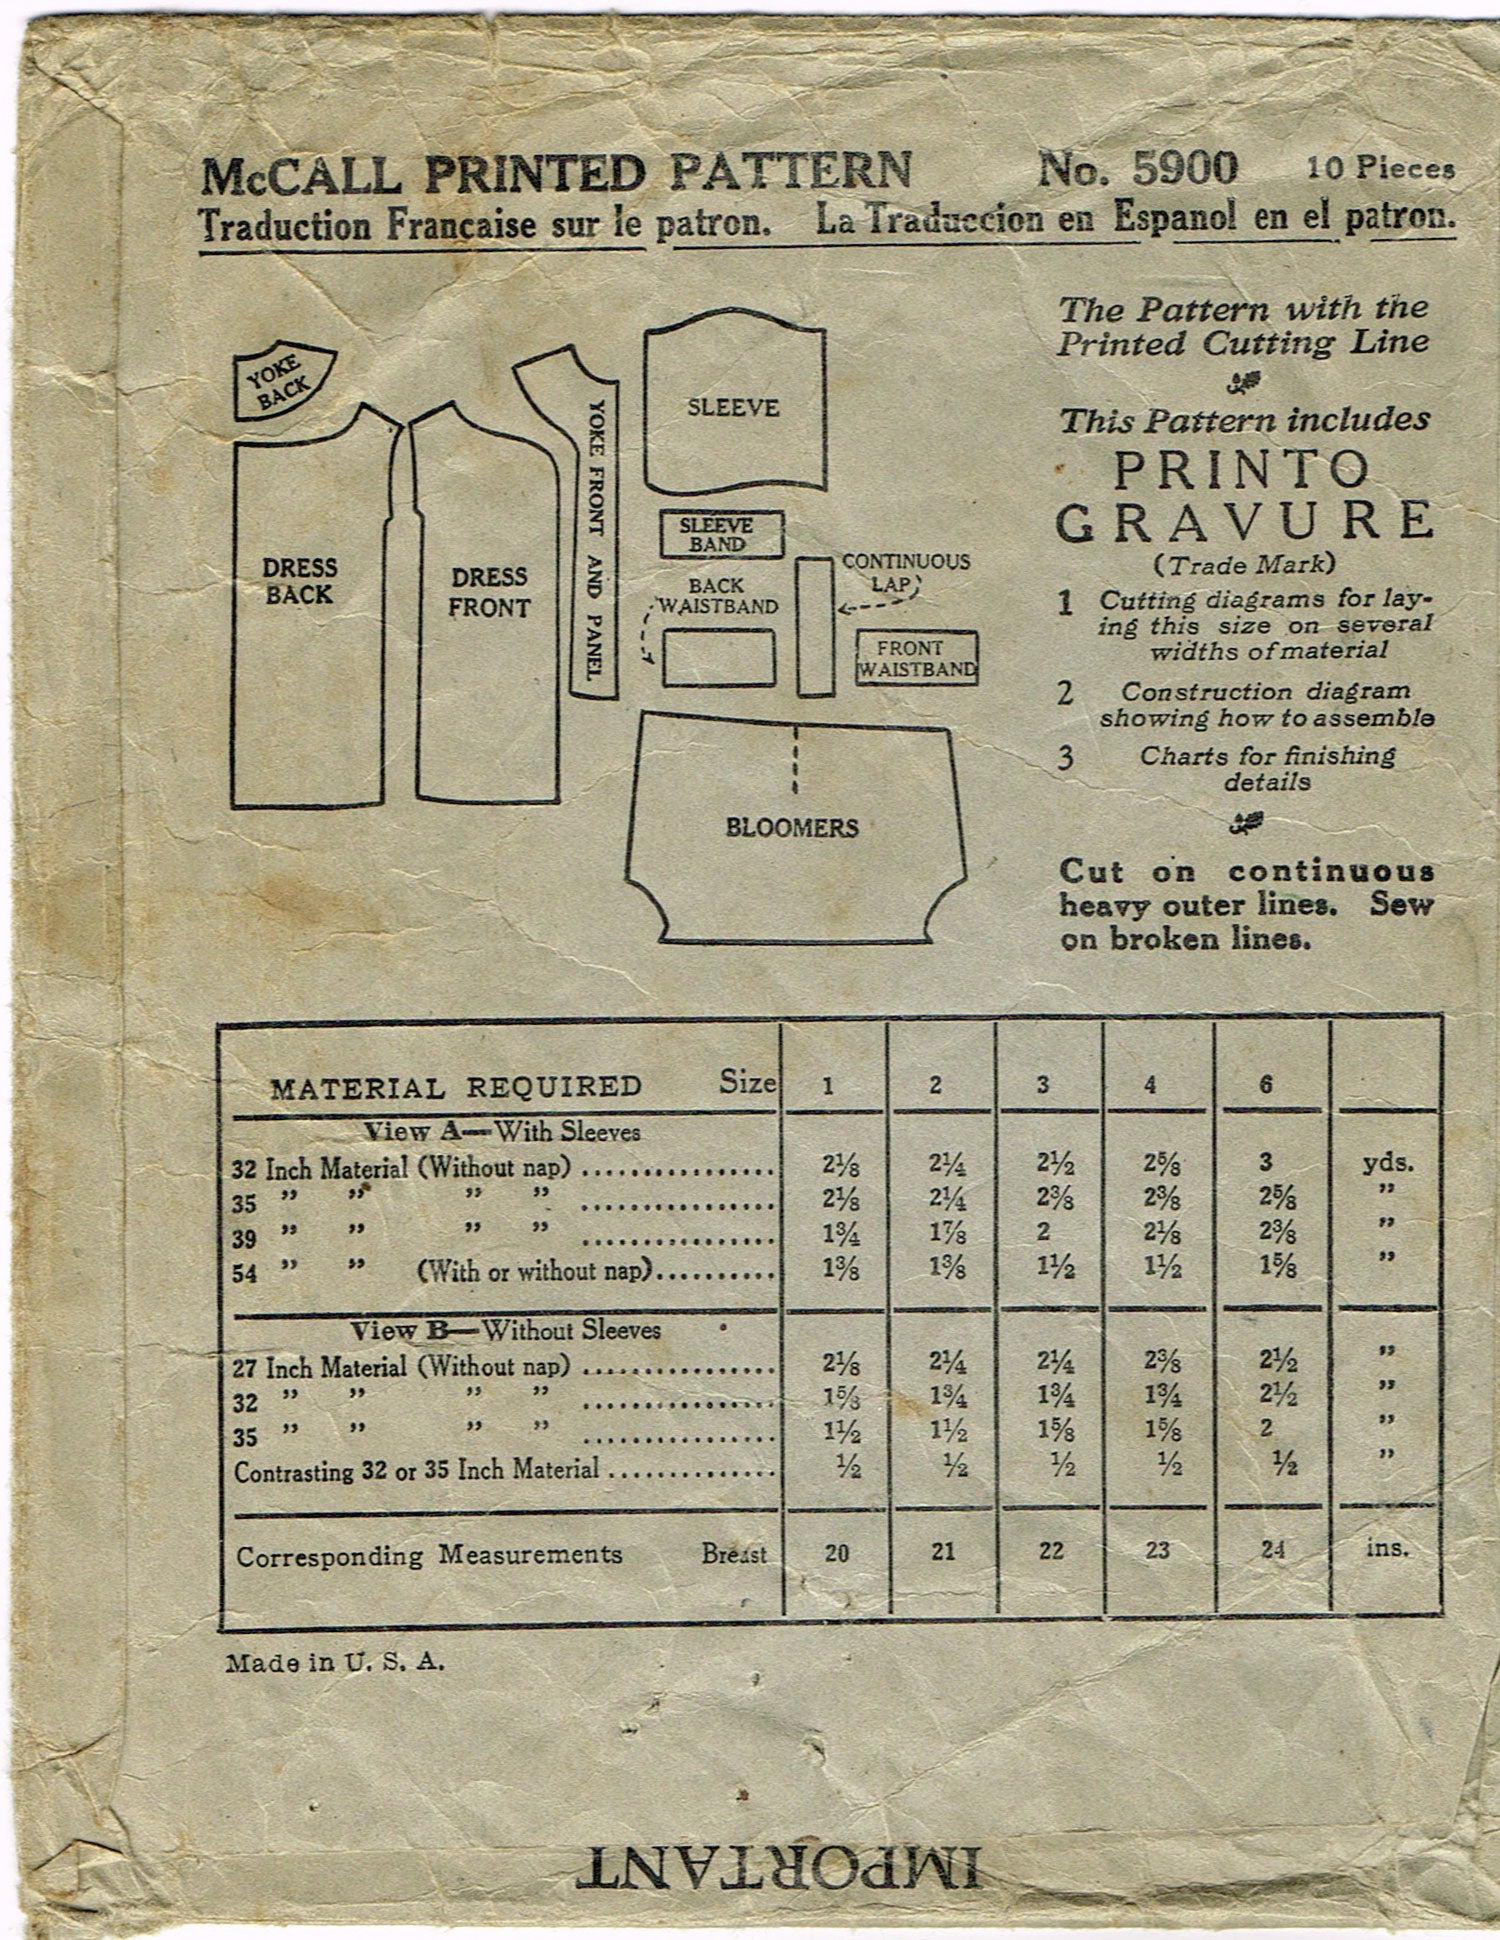 McCALL PRINTED PATTERN No. 5900 10 Pieces
Traduction Francaise sur le patron. La Traduccion en Espanol en el patron.
YOKE
BACK
DRESS
BACK
DRESS
FRONT
YOKE FRONT AND PANEL
SLEEVE
SLEEVE
BAND
BACK
WAISTBAND
CONTINUOUS
LAP
FRONT
WAISTBAND
BLOOMERS
The Pattern with the
Printed Cutting Line
This Pattern includes
PRINTO
GRAVURE
(Trade Mark)
1 Cutting diagrams for lay-
ing this size on several
widths of material
2 Construction diagram
showing how to assemble
3 Charts for finishing
details
Cut on continuous
heavy outer lines. Sew
on broken lines.
MATERIAL REQUIRED Size 1 2 3 4 6
View A—With Sleeves
32 Inch Material (Without nap) ................ 2⅛ 2¼ 2½ 2⅝ 3 yds.
35 " " " " ................ 2⅛ 2¼ 2⅜ 2⅜ 2⅝ "
39 " " " " ................ 1¾ 1⅞ 2 2⅛ 2⅜ "
54 " " (With or without nap).......... 1⅜ 1⅜ 1½ 1½ 1⅝ "
View B—Without Sleeves
27 Inch Material (Without nap) ................ 2⅛ 2¼ 2¼ 2⅜ 2½ "
32 " " " " ................ 1⅝ 1¾ 1¾ 1¾ 2½ "
35 " " " " ................ 1½ 1½ 1⅝ 1⅝ 2 "
Contrasting 32 or 35 Inch Material .............. ½ ½ ½ ½ ½ "
Corresponding Measurements Breast 20 21 22 23 24 ins.
Made in U. S. A.
IMPORTANT